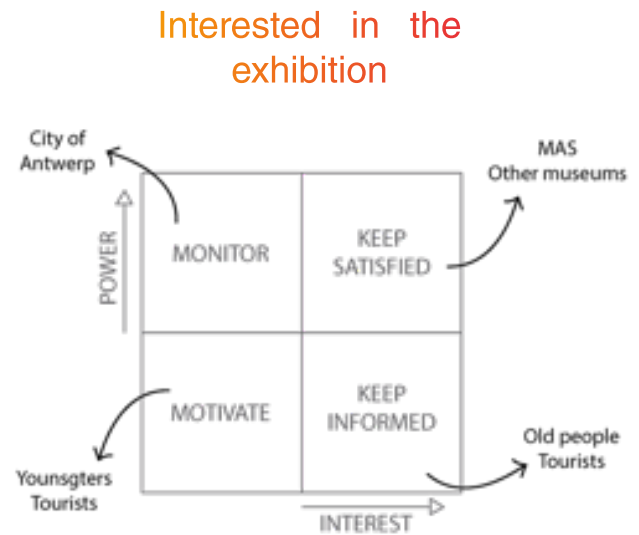 Interested in the
exhibition
City of
Antwerp
MAS
Other museums
POWER
MONITOR
KEEP
SATISFIED
MOTIVATE
KEEP
INFORMED
Younsgters
Tourists
Old people
Tourists
INTEREST